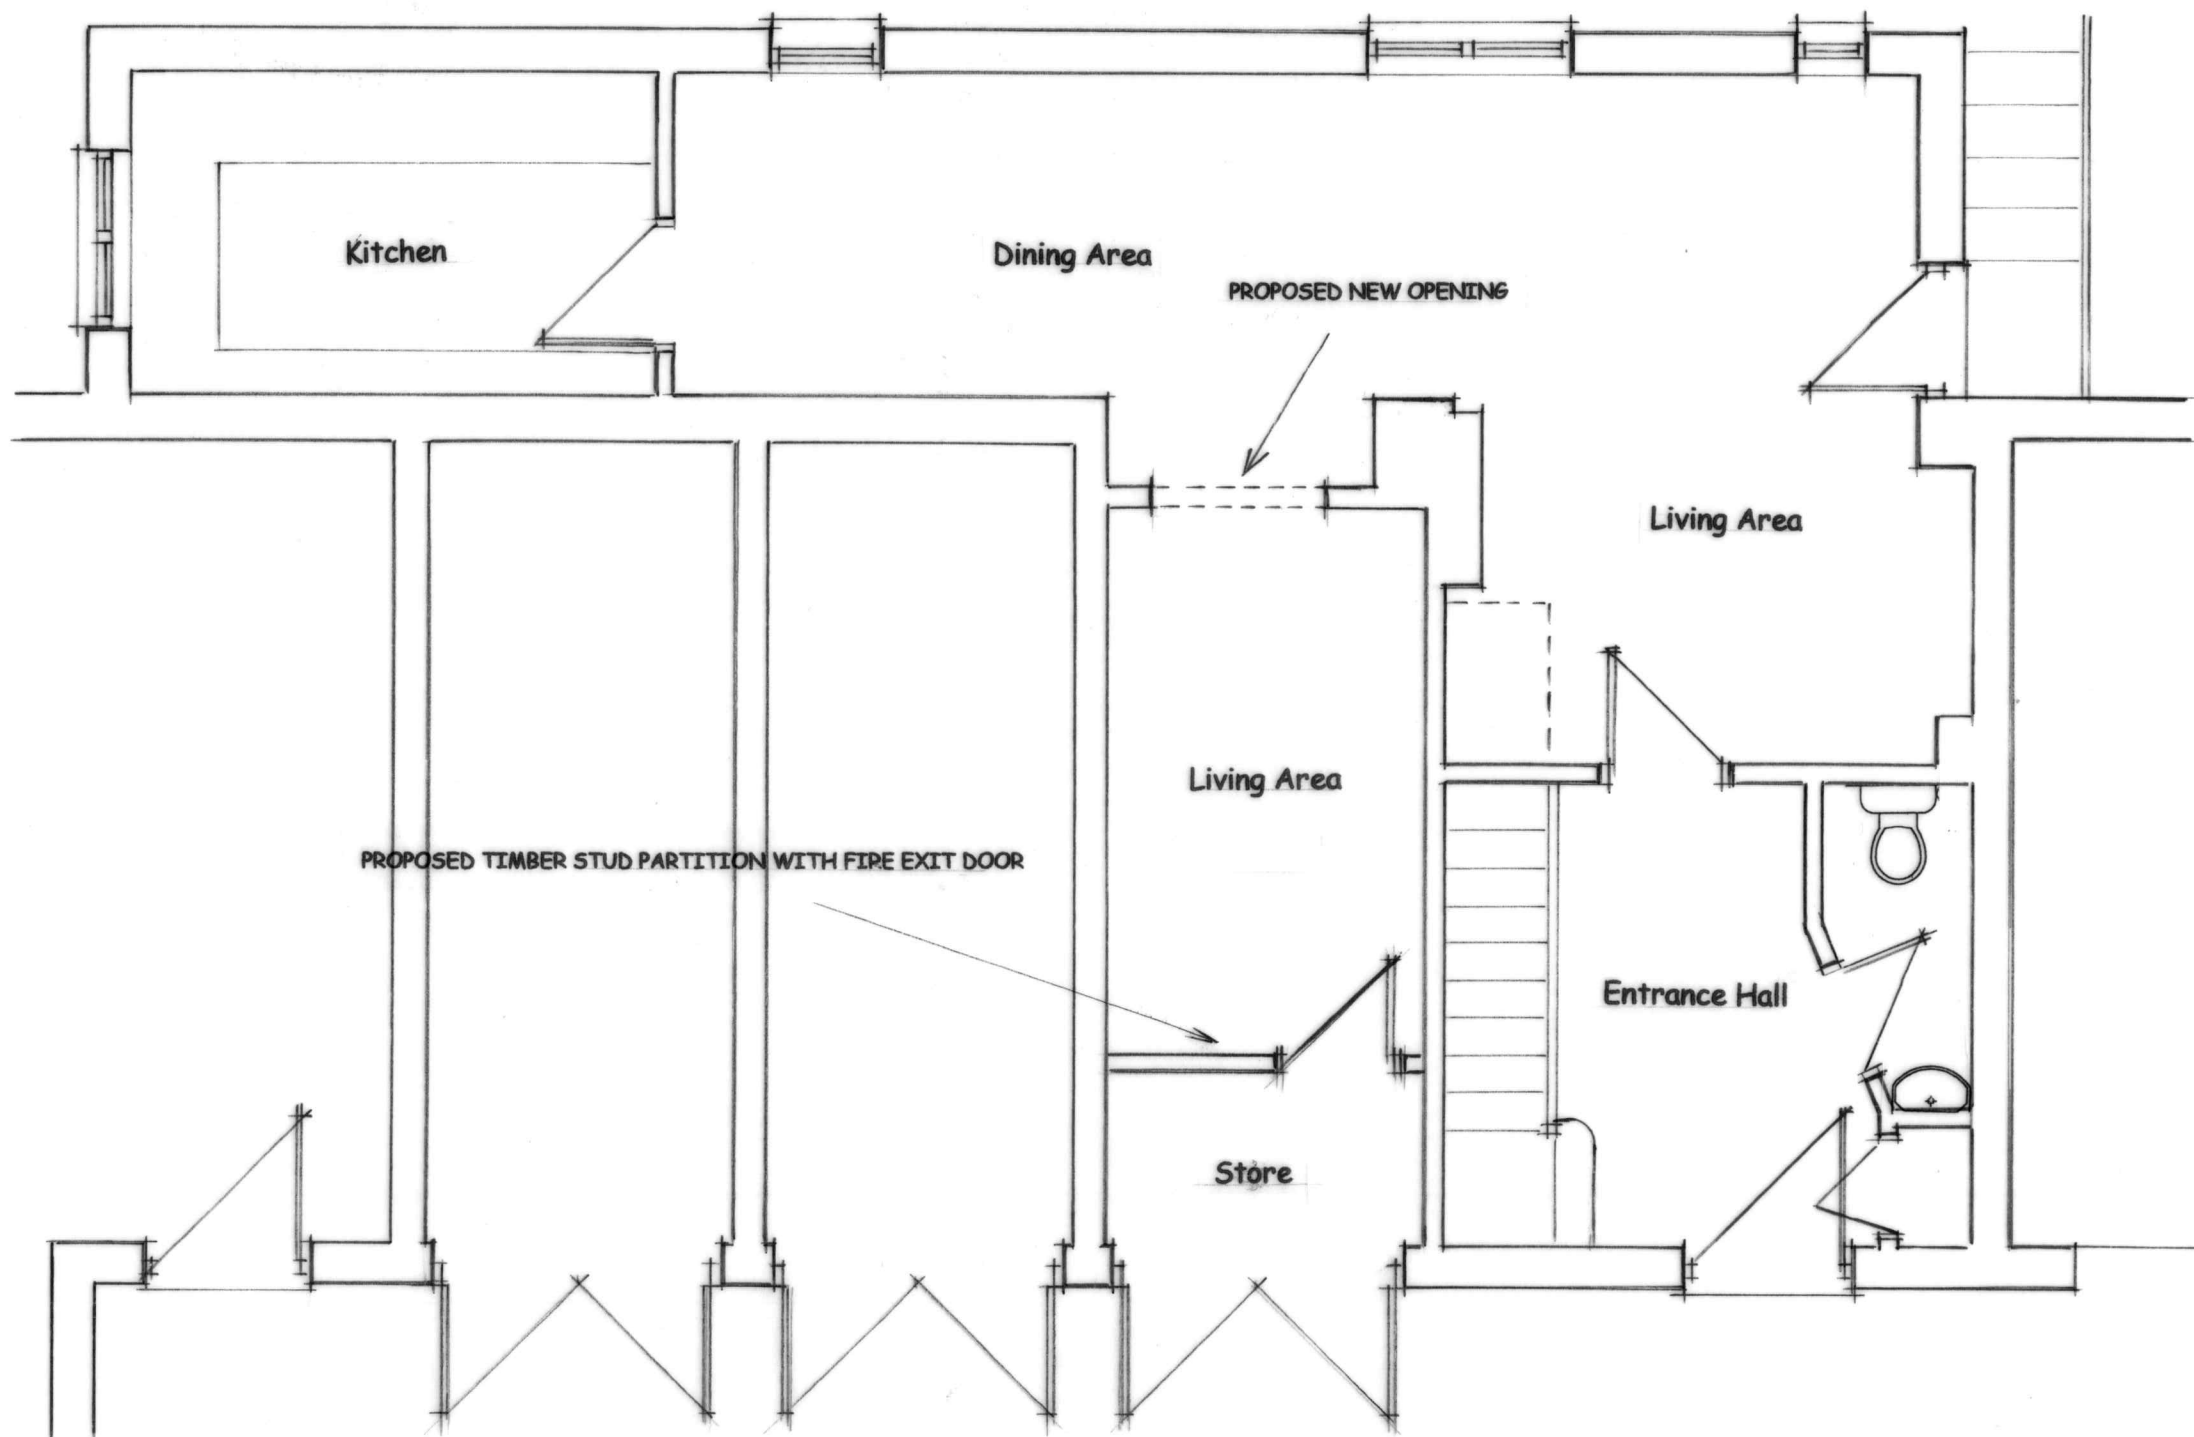 Kitchen
Dining Area
PROPOSED NEW OPENING
Living Area
Living Area
PROPOSED TIMBER STUD PARTITION WITH FIRE EXIT DOOR
Entrance Hall
Store